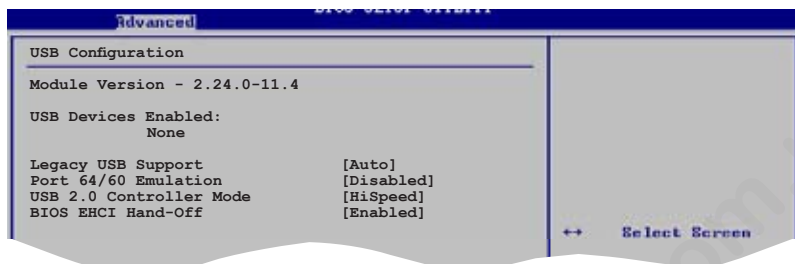 Advanced
USB Configuration
Module Version - 2.24.0-11.4
USB Devices Enabled:
None
Legacy USB Support [Auto]
Port 64/60 Emulation [Disabled]
USB 2.0 Controller Mode [HiSpeed]
BIOS EHCI Hand-Off [Enabled]
↔ Select Screen